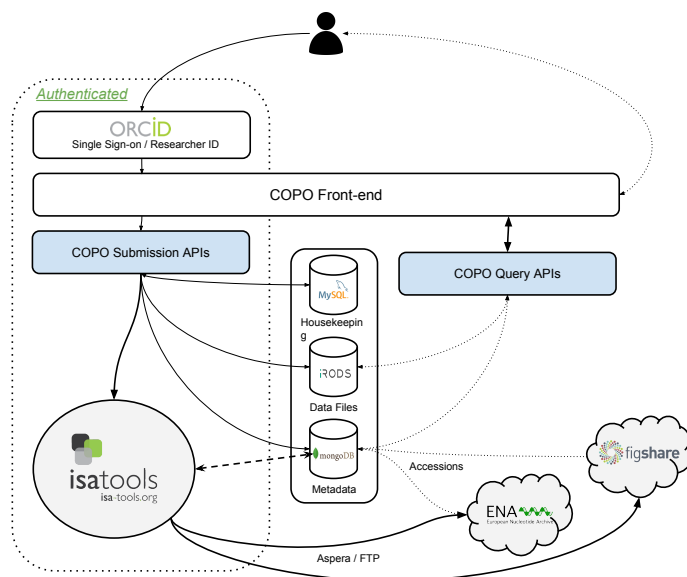 Authenticated
ORCiD
Single Sign-on / Researcher ID
COPO Front-end
COPO Submission APIs
COPO Query APIs
MySQL
Housekeepin
g
iRODS
Data Files
mongoDB
Metadata
isatools
isa-tools.org
Accessions
figshare
ENA
European Nucleotide Archive
Aspera / FTP